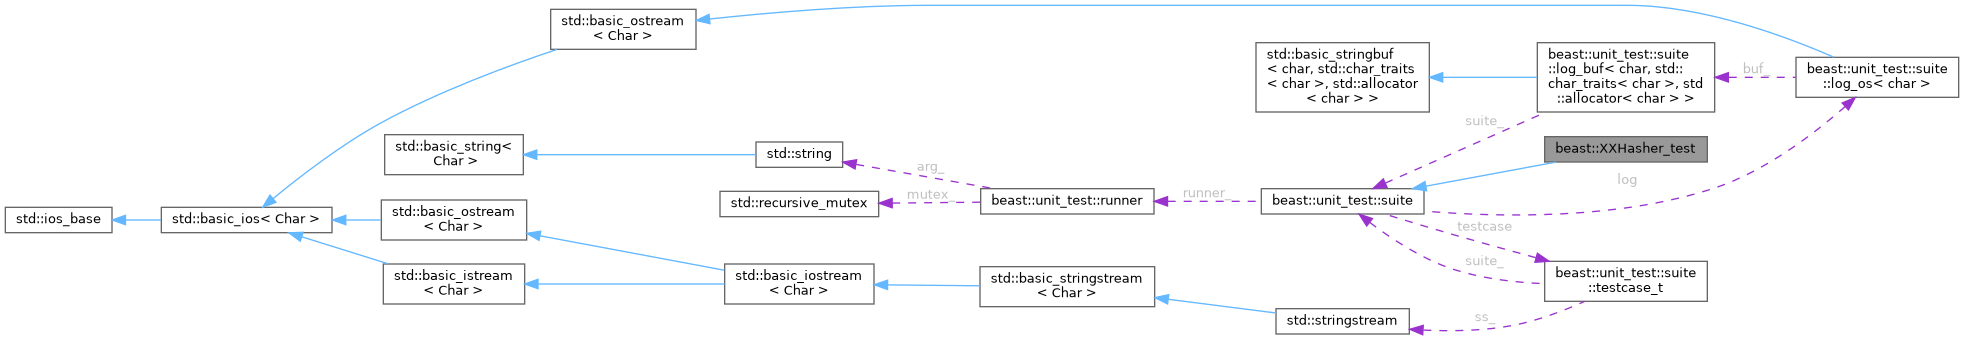 std::basic_ostream
< Char >
std::basic_stringbuf
< char, std::char_traits
< char >, std::allocator
< char > >
beast::unit_test::suite
::log_buf< char, std::
char_traits< char >, std
::allocator< char > >
buf_
beast::unit_test::suite
::log_os< char >
suite_
std::basic_string<
Char >
std::string
beast::XXHasher_test
arg_
log
std::recursive_mutex
mutex_
beast::unit_test::runner
runner_
beast::unit_test::suite
std::ios_base
std::basic_ios< Char >
std::basic_ostream
< Char >
testcase
suite_
std::basic_istream
< Char >
std::basic_iostream
< Char >
std::basic_stringstream
< Char >
beast::unit_test::suite
::testcase_t
ss_
std::stringstream